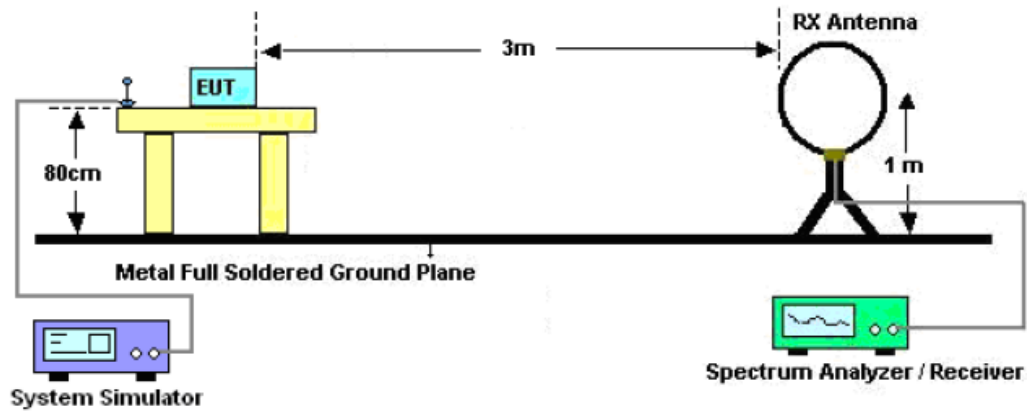 RX Antenna
3m
EUT
80cm
1 m
Metal Full Soldered Ground Plane
System Simulator
Spectrum Analyzer / Receiver